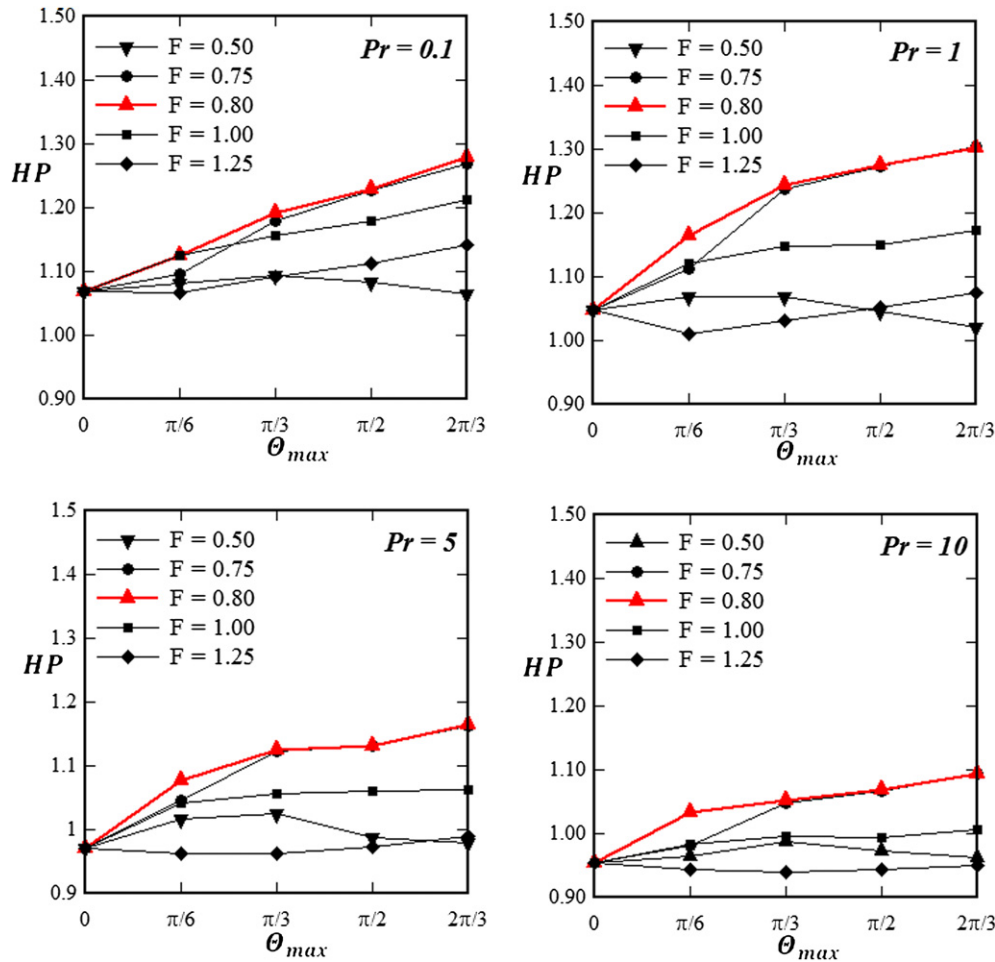 1.50
1.40
1.30
1.20
1.10
1.00
0.90
HP
F = 0.50
F = 0.75
F = 0.80
F = 1.00
F = 1.25
Pr = 0.1
0 π/6 π/3 π/2 2π/3
Θmax
1.50
1.40
1.30
1.20
1.10
1.00
0.90
HP
F = 0.50
F = 0.75
F = 0.80
F = 1.00
F = 1.25
Pr = 1
0 π/6 π/3 π/2 2π/3
Θmax
1.5
1.4
1.3
1.2
1.1
1
0.9
HP
F = 0.50
F = 0.75
F = 0.80
F = 1.00
F = 1.25
Pr = 5
0 π/6 π/3 π/2 2π/3
Θmax
1.50
1.40
1.30
1.20
1.10
1.00
0.90
HP
F = 0.50
F = 0.75
F = 0.80
F = 1.00
F = 1.25
Pr = 10
0 π/6 π/3 π/2 2π/3
Θmax